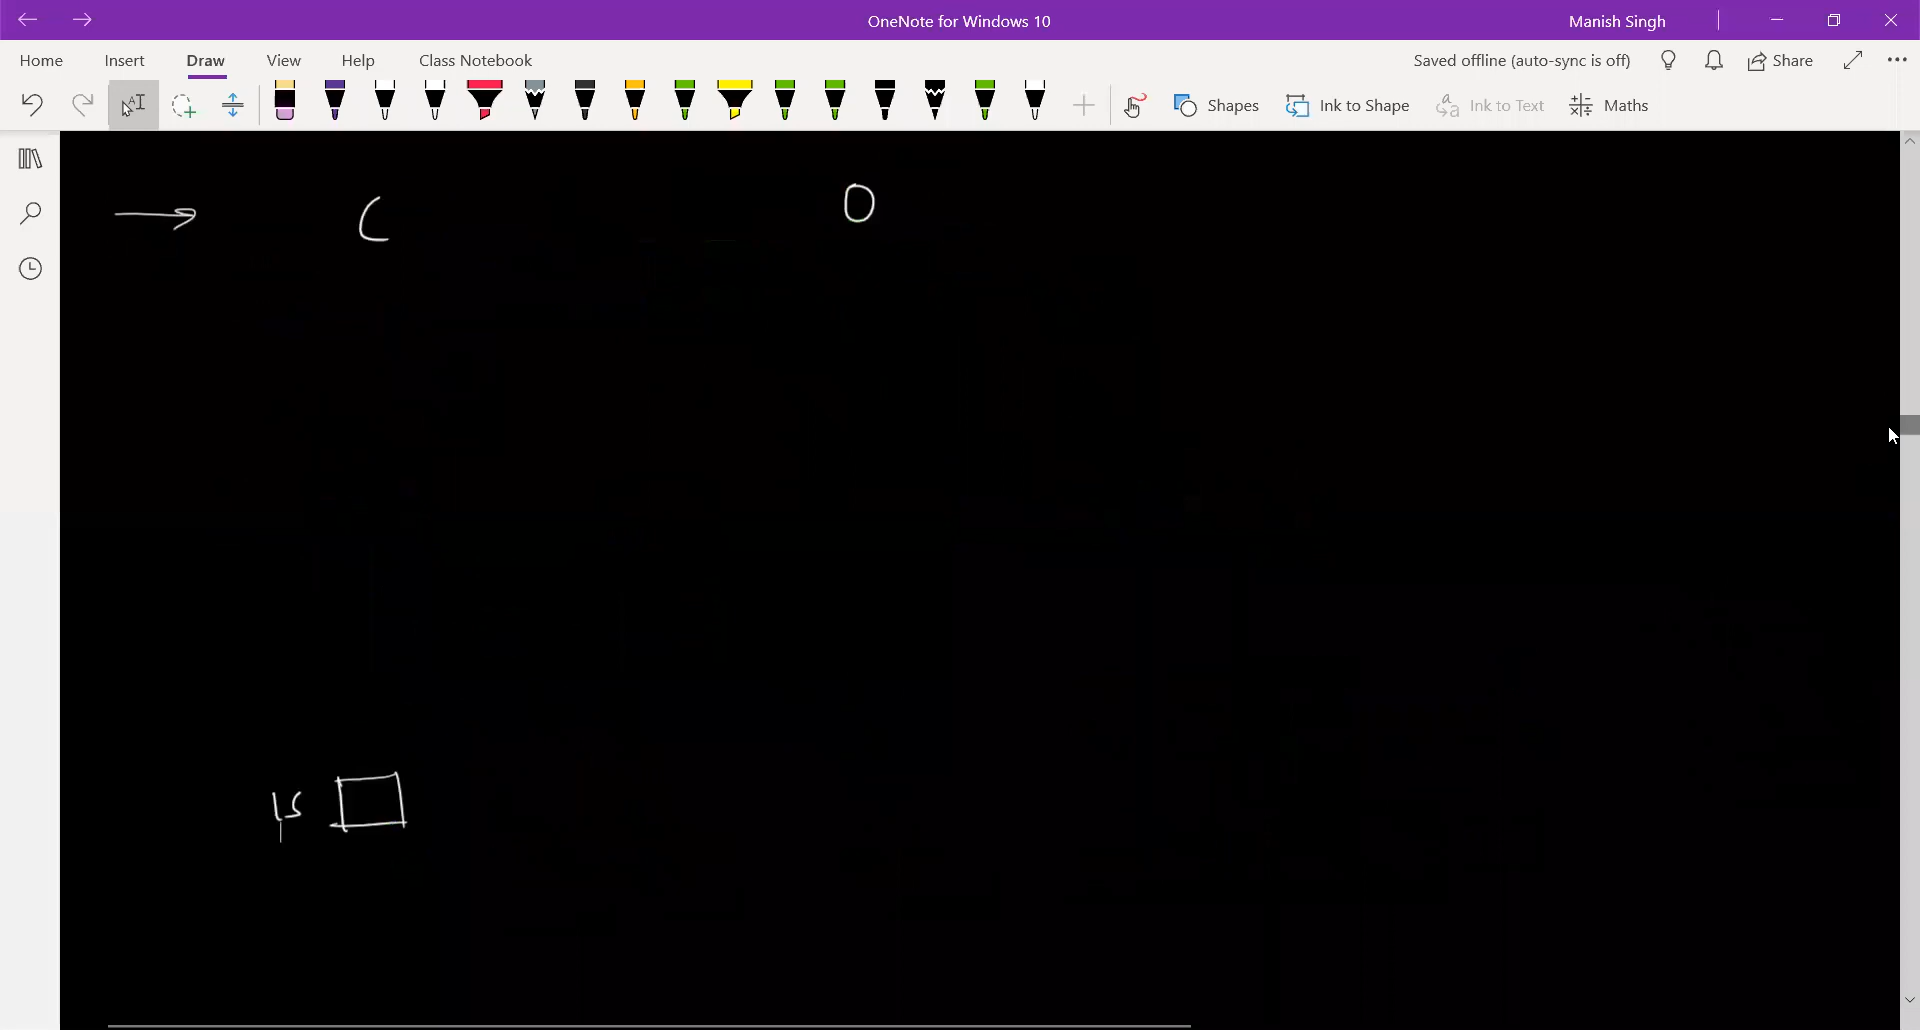 OneNote for Windows 10 Manish Singh
Home Insert Draw View Help Class Notebook Saved offline (auto-sync is off) Share
Shapes Ink to Shape Ink to Text Maths
→ C O
1s